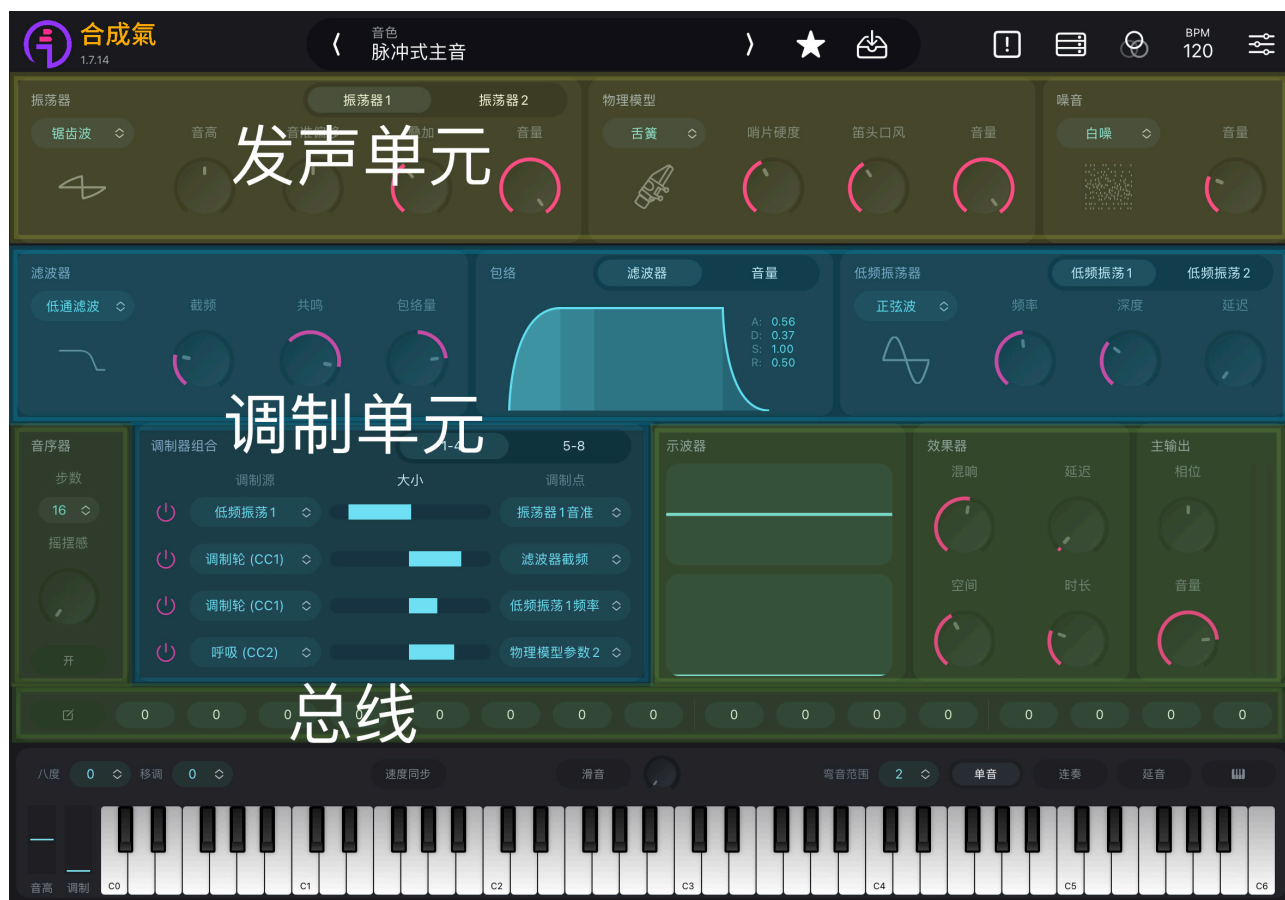 合成氣
1.7.14
音色
脉冲式主音
BPM
120
振荡器
振荡器1
振荡器2
锯齿波
音高
音量
物理模型
舌簧
哨片硬度
笛头口风
音量
噪音
白噪
音量
发声单元
滤波器
低通滤波
截频
共鸣
包络量
包络
滤波器
音量
A: 0.56
D: 0.37
S: 1.00
R: 0.50
低频振荡器
低频振荡1
低频振荡2
正弦波
频率
深度
延迟
调制单元
音序器
步数
16
摇摆感
开
调制器组合
1-4
5-8
调制源
大小
调制点
低频振荡1
振荡器1音准
调制轮 (CC1)
滤波器截频
调制轮 (CC1)
低频振荡1频率
呼吸 (CC2)
物理模型参数2
示波器
效果器
混响
延迟
空间
时长
主输出
相位
音量
总线
0 0 0 0 0 0 0 0 0 0 0 0 0 0 0
八度
0
移调
0
速度同步
滑音
弯音范围
2
单音
连奏
延音
音高
调制
C0 C1 C2 C3 C4 C5 C6